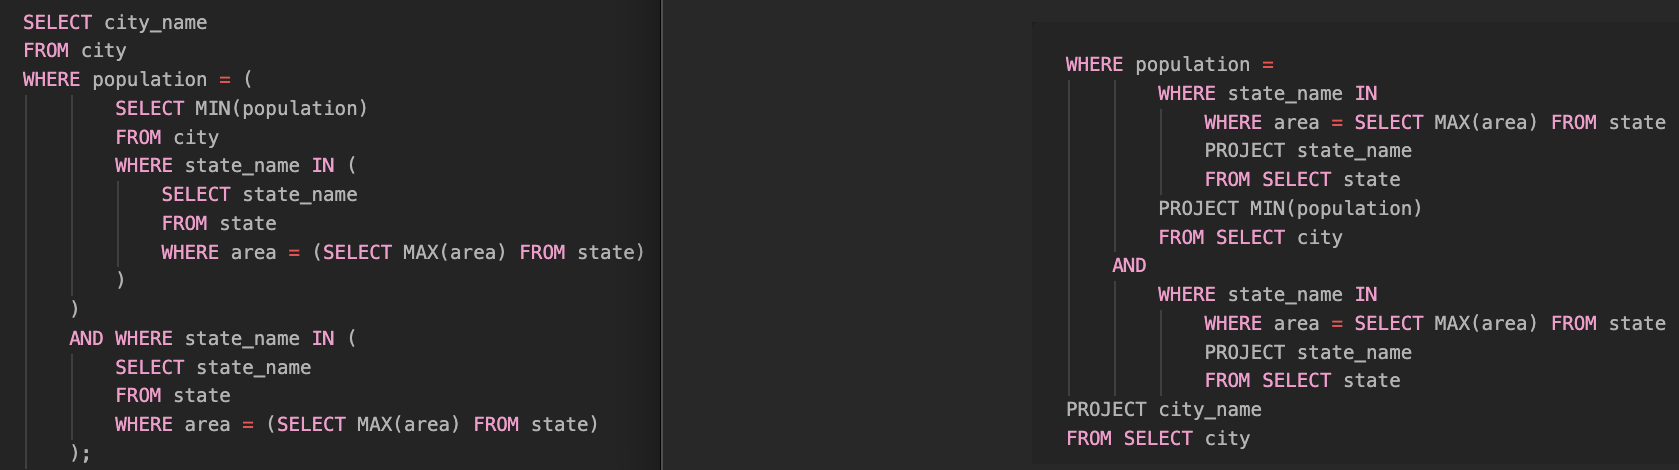 SELECT city_name
FROM city
WHERE population = (
SELECT MIN(population)
FROM city
WHERE state_name IN (
SELECT state_name
FROM state
WHERE area = (SELECT MAX(area) FROM state)
)
)
AND WHERE state_name IN (
SELECT state_name
FROM state
WHERE area = (SELECT MAX(area) FROM state)
);
WHERE population =
WHERE state_name IN
WHERE area = SELECT MAX(area) FROM state
PROJECT state_name
FROM SELECT state
PROJECT MIN(population)
FROM SELECT city
AND
WHERE state_name IN
WHERE area = SELECT MAX(area) FROM state
PROJECT state_name
FROM SELECT state
PROJECT city_name
FROM SELECT city